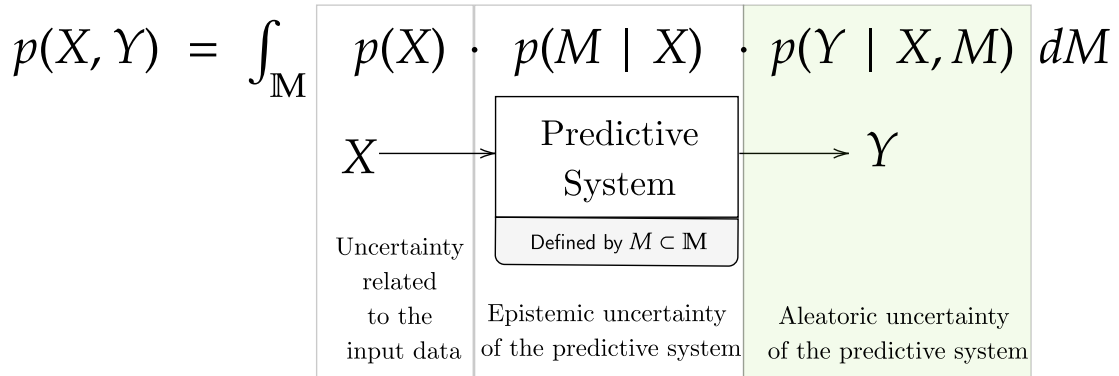 p(X, Y) = ∫𝕄 p(X) · p(M | X) · p(Y | X, M) dM
X
Predictive
System
Y
Defined by M ⊂ 𝕄
Uncertainty
related
to the
input data
Epistemic uncertainty
of the predictive system
Aleatoric uncertainty
of the predictive system